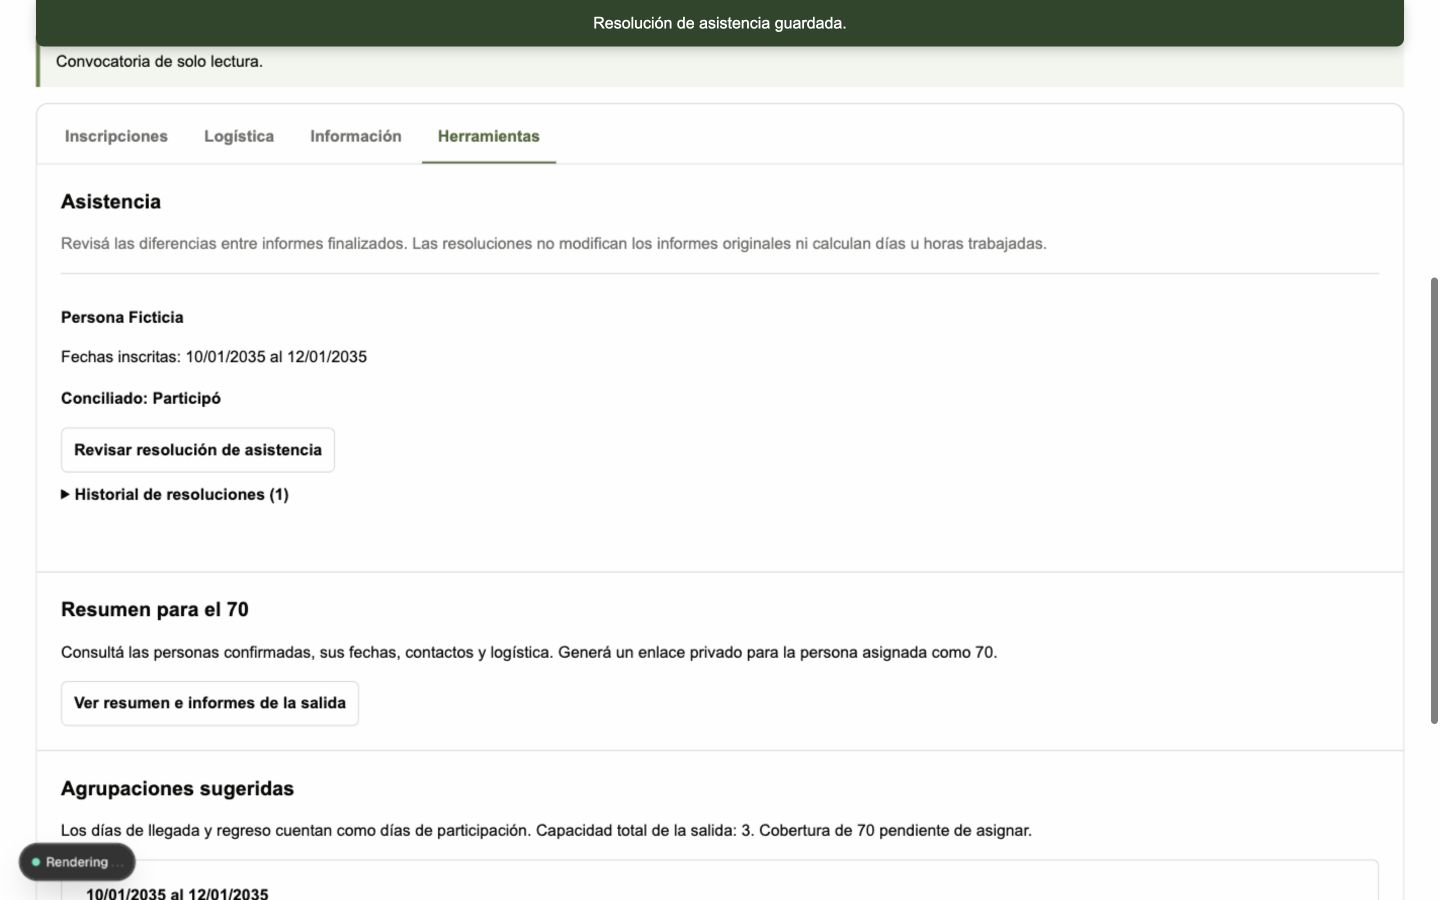 Resolución de asistencia guardada.
Convocatoria de solo lectura.
Inscripciones Logística Información Herramientas
Asistencia
Revisá las diferencias entre informes finalizados. Las resoluciones no modifican los informes originales ni calculan días u horas trabajadas.
Persona Ficticia
Fechas inscritas: 10/01/2035 al 12/01/2035
Conciliado: Participó
Revisar resolución de asistencia
Historial de resoluciones (1)
Resumen para el 70
Consultá las personas confirmadas, sus fechas, contactos y logística. Generá un enlace privado para la persona asignada como 70.
Ver resumen e informes de la salida
Agrupaciones sugeridas
Los días de llegada y regreso cuentan como días de participación. Capacidad total de la salida: 3. Cobertura de 70 pendiente de asignar.
Rendering ...
10/01/2035 al 12/01/2035